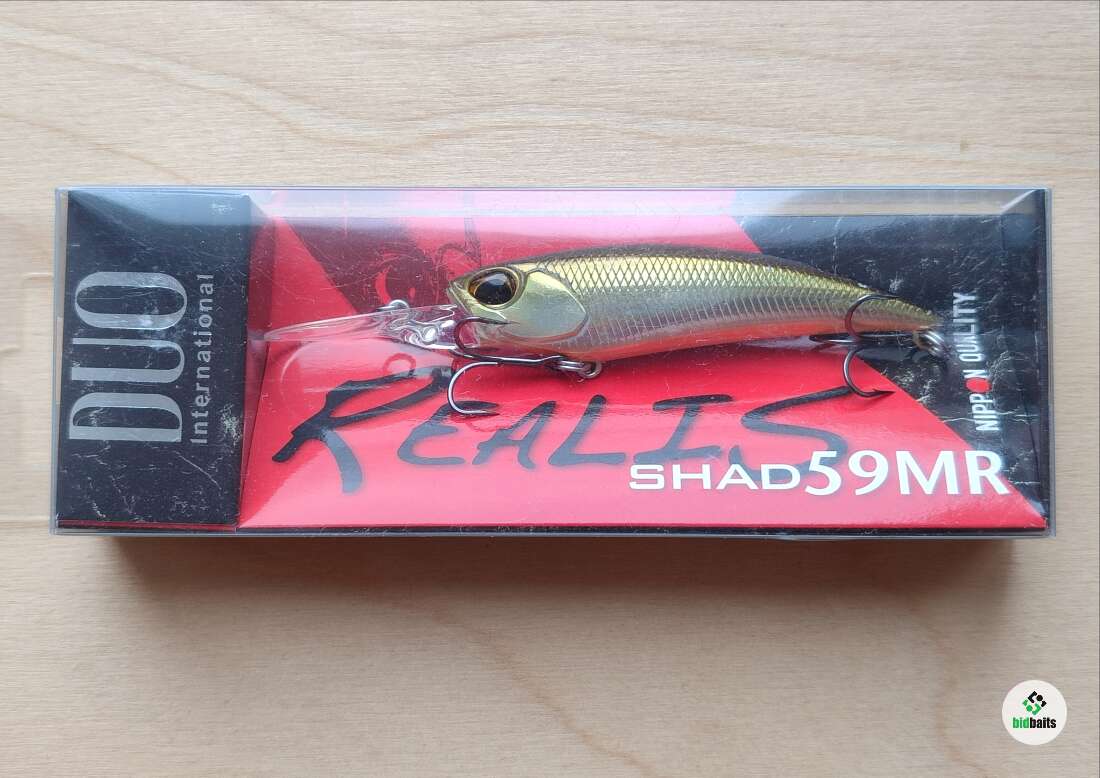 DUO
International
REALIS
SHAD59MR
NIPPON QUALITY
bidbaits